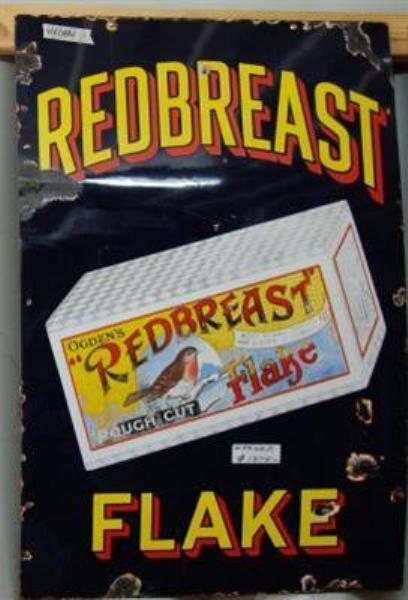 REDBREAST
OGDEN'S
"REDBREAST"
Flake
ROUGH CUT
FLAKE